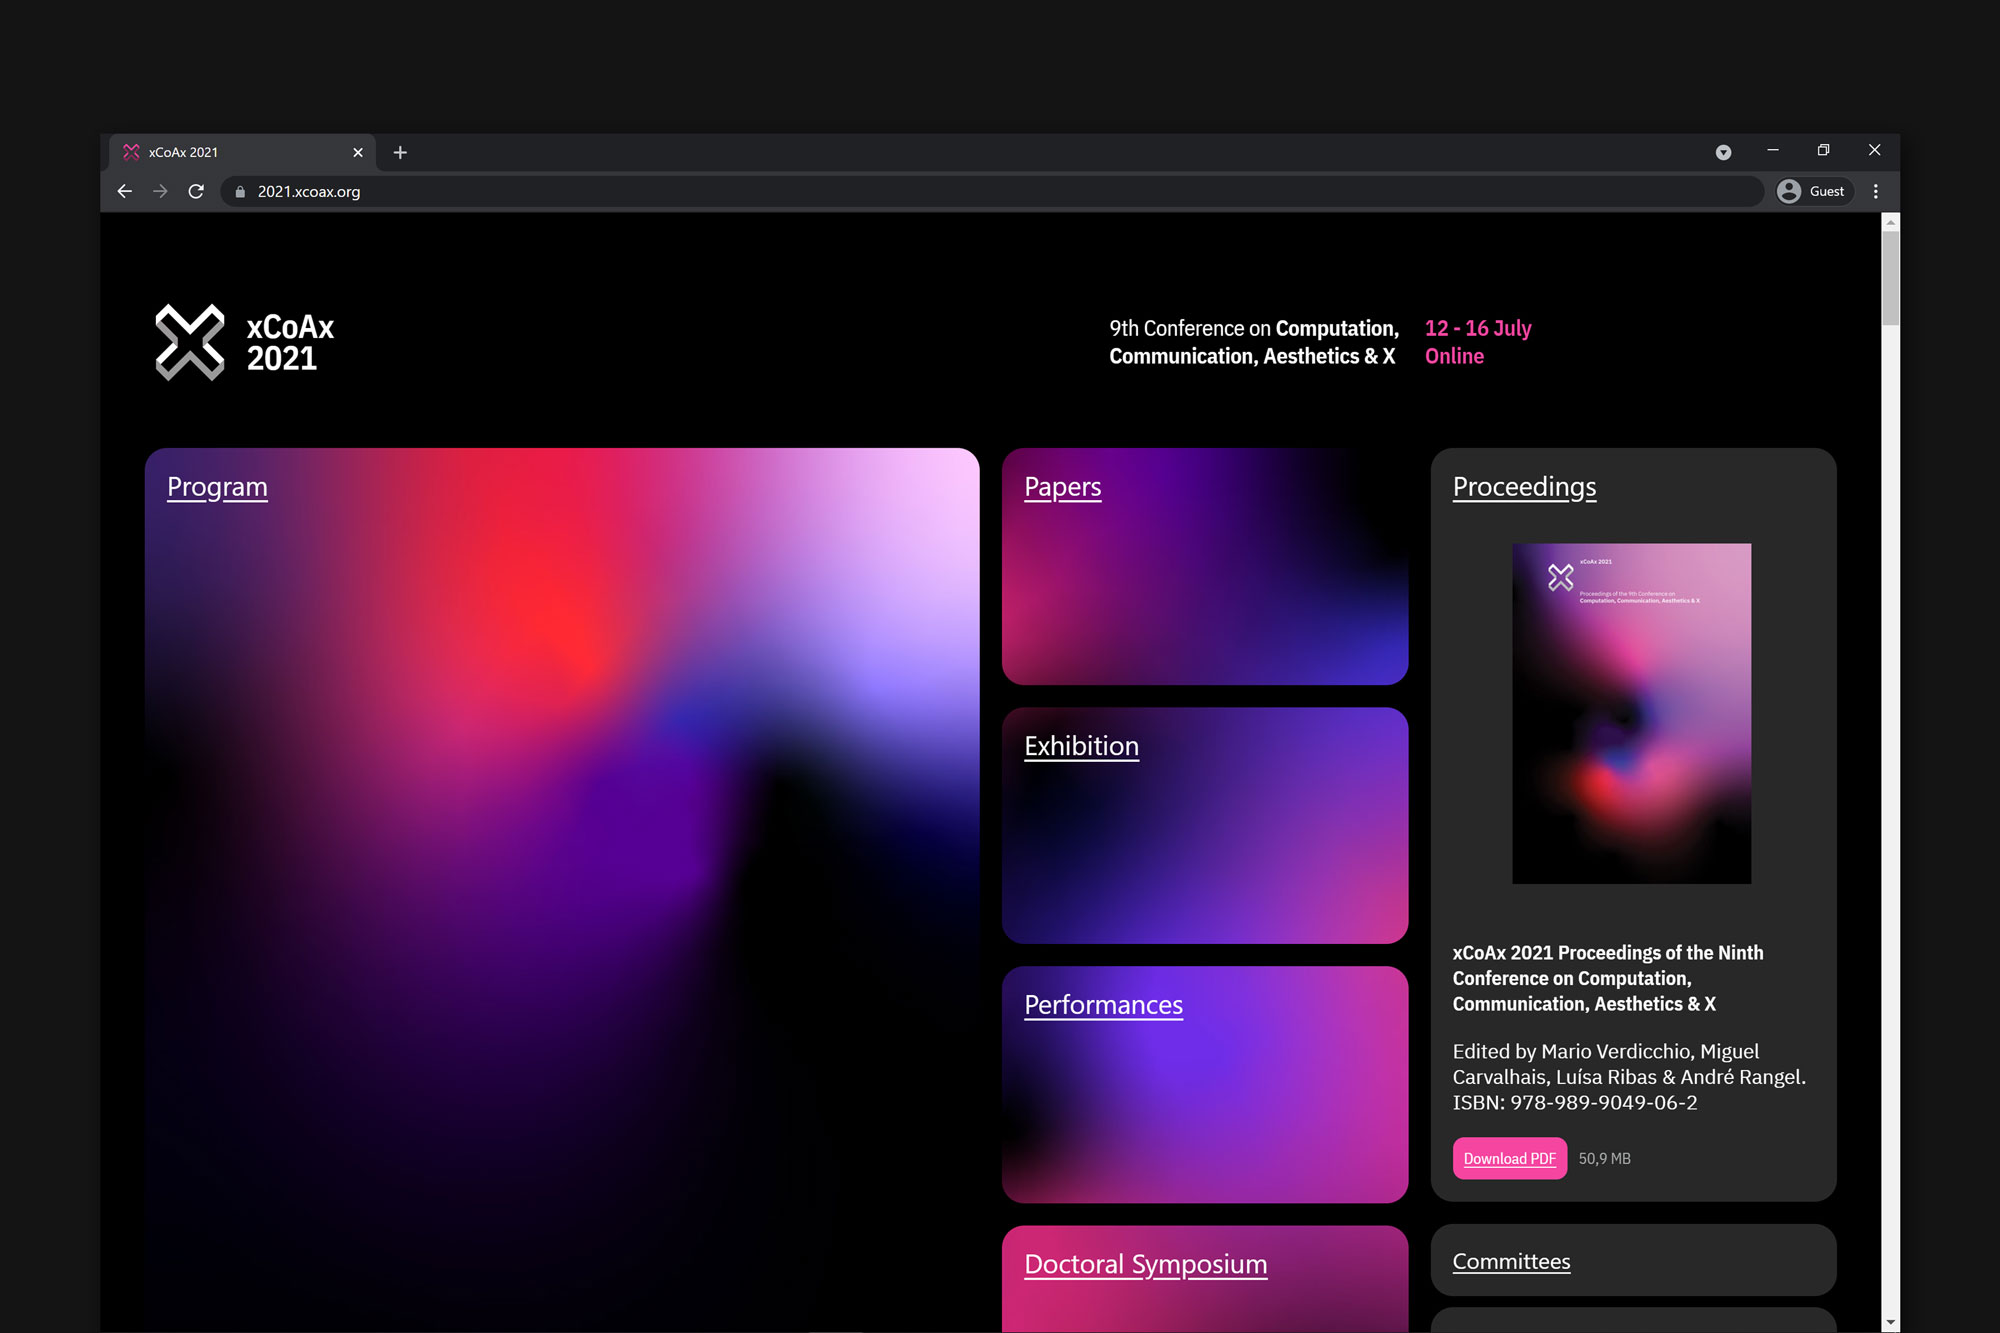 xCoAx 2021
2021.xcoax.org
Guest
xCoAx
2021
9th Conference on Computation,
Communication, Aesthetics & X
12 - 16 July
Online
Program
Papers
Exhibition
Performances
Doctoral Symposium
Proceedings
xCoAx 2021
Proceedings of the 9th Conference on
Computation, Communication, Aesthetics & X
xCoAx 2021 Proceedings of the Ninth
Conference on Computation,
Communication, Aesthetics & X
Edited by Mario Verdicchio, Miguel
Carvalhais, Luísa Ribas & André Rangel.
ISBN: 978-989-9049-06-2
Download PDF
50,9 MB
Committees